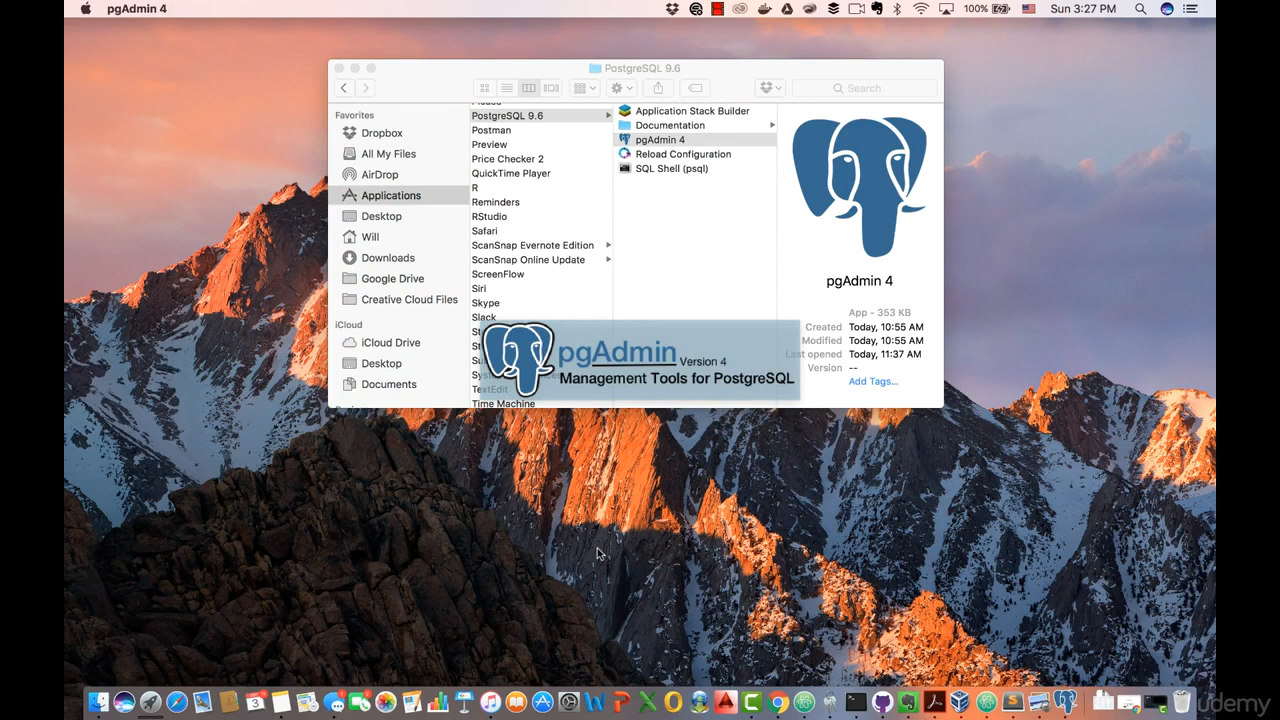 pgAdmin 4
100%
Sun 3:27 PM
PostgreSQL 9.6
Search
Favorites
Dropbox
All My Files
AirDrop
Applications
Desktop
Will
Downloads
Google Drive
Creative Cloud Files
iCloud
iCloud Drive
Desktop
Documents
PostgreSQL 9.6
Postman
Preview
Price Checker 2
QuickTime Player
R
Reminders
RStudio
Safari
ScanSnap Evernote Edition
ScanSnap Online Update
ScreenFlow
Siri
Skype
Slack
TextEdit
Time Machine
Application Stack Builder
Documentation
pgAdmin 4
Reload Configuration
SQL Shell (psql)
pgAdmin 4
App - 353 KB
Created Today, 10:55 AM
Modified Today, 10:55 AM
Last opened Today, 11:37 AM
Version --
Add Tags...
pgAdmin Version 4
Management Tools for PostgreSQL
udemy